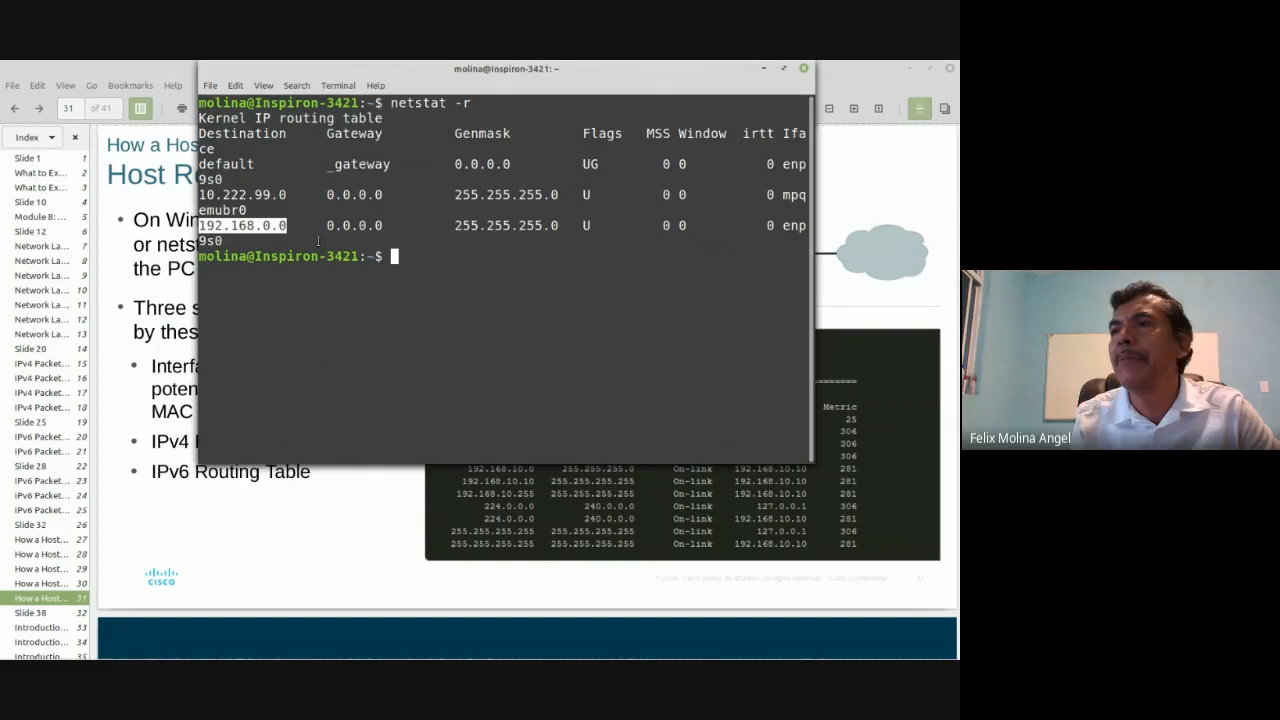 molina@Inspiron-3421: ~
File Edit View Search Terminal Help
molina@Inspiron-3421:~$ netstat -r
Kernel IP routing table
Destination Gateway Genmask Flags MSS Window irtt Ifa
ce
default _gateway 0.0.0.0 UG 0 0 0 enp
9s0
10.222.99.0 0.0.0.0 255.255.255.0 U 0 0 0 mpq
emubr0
192.168.0.0 0.0.0.0 255.255.255.0 U 0 0 0 enp
9s0
molina@Inspiron-3421:~$
File Edit View Go Bookmarks Help
31 of 41
Index
Slide 1 1
What to Ex... 2
What to Ex... 3
Slide 10 4
Module 8: ... 5
Slide 12 6
Network La... 7
Network La... 8
Network La... 9
Network La... 10
Network La... 11
Network La... 12
Network La... 13
Slide 20 14
IPv4 Packet... 15
IPv4 Packet... 16
IPv4 Packet... 17
IPv4 Packet... 18
Slide 25 19
IPv6 Packet... 20
IPv6 Packet... 21
Slide 28 22
IPv6 Packet... 23
IPv6 Packet... 24
IPv6 Packet... 25
Slide 32 26
How a Host... 27
How a Host... 28
How a Host... 29
How a Host... 30
How a Host... 31
Slide 38 32
Introductio... 33
Introductio... 34
Introductio... 35
How a Hos
Host R
• On Win
or nets
the PC
• Three s
by thes
• Interfa
poten
MAC
• IPv4 R
• IPv6 Routing Table
Metric
25
306
306
306
192.168.10.0 255.255.255.0 On-link 192.168.10.10 281
192.168.10.10 255.255.255.255 On-link 192.168.10.10 281
192.168.10.255 255.255.255.255 On-link 192.168.10.10 281
224.0.0.0 240.0.0.0 On-link 127.0.0.1 306
224.0.0.0 240.0.0.0 On-link 192.168.10.10 281
255.255.255.255 255.255.255.255 On-link 127.0.0.1 306
255.255.255.255 255.255.255.255 On-link 192.168.10.10 281
CISCO
Felix Molina Angel